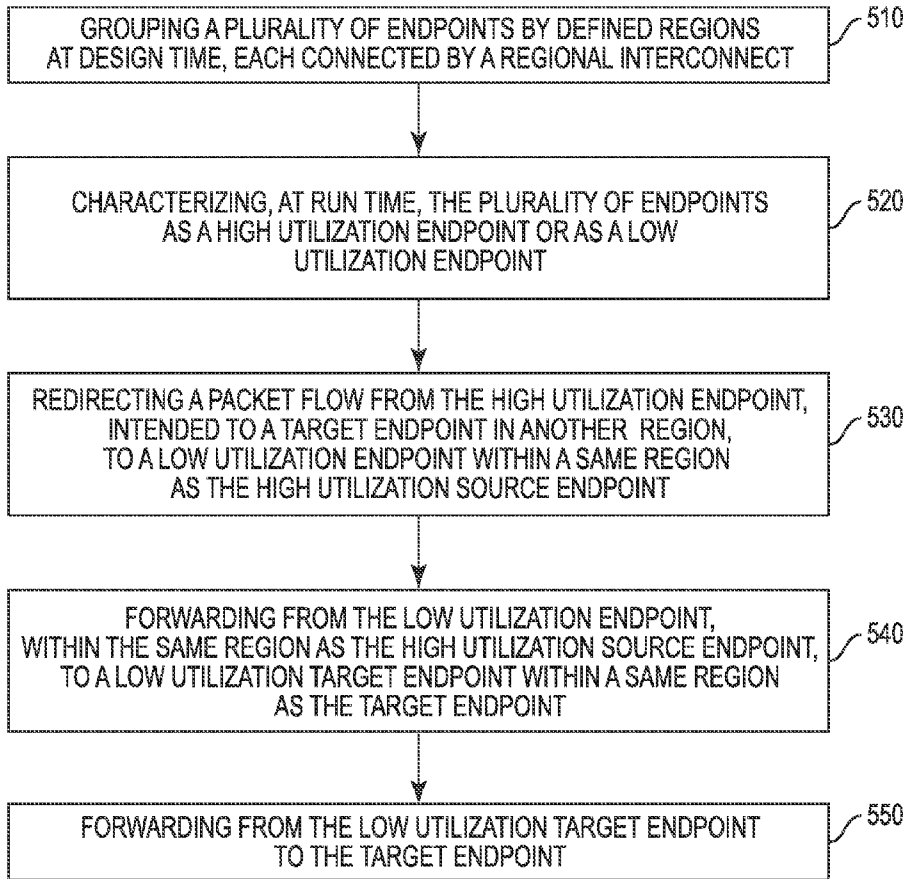 GROUPING A PLURALITY OF ENDPOINTS BY DEFINED REGIONS
AT DESIGN TIME, EACH CONNECTED BY A REGIONAL INTERCONNECT
510
CHARACTERIZING, AT RUN TIME, THE PLURALITY OF ENDPOINTS
AS A HIGH UTILIZATION ENDPOINT OR AS A LOW
UTILIZATION ENDPOINT
520
REDIRECTING A PACKET FLOW FROM THE HIGH UTILIZATION ENDPOINT,
INTENDED TO A TARGET ENDPOINT IN ANOTHER REGION,
TO A LOW UTILIZATION ENDPOINT WITHIN A SAME REGION
AS THE HIGH UTILIZATION SOURCE ENDPOINT
530
FORWARDING FROM THE LOW UTILIZATION ENDPOINT,
WITHIN THE SAME REGION AS THE HIGH UTILIZATION SOURCE ENDPOINT,
TO A LOW UTILIZATION TARGET ENDPOINT WITHIN A SAME REGION
AS THE TARGET ENDPOINT
540
FORWARDING FROM THE LOW UTILIZATION TARGET ENDPOINT
TO THE TARGET ENDPOINT
550